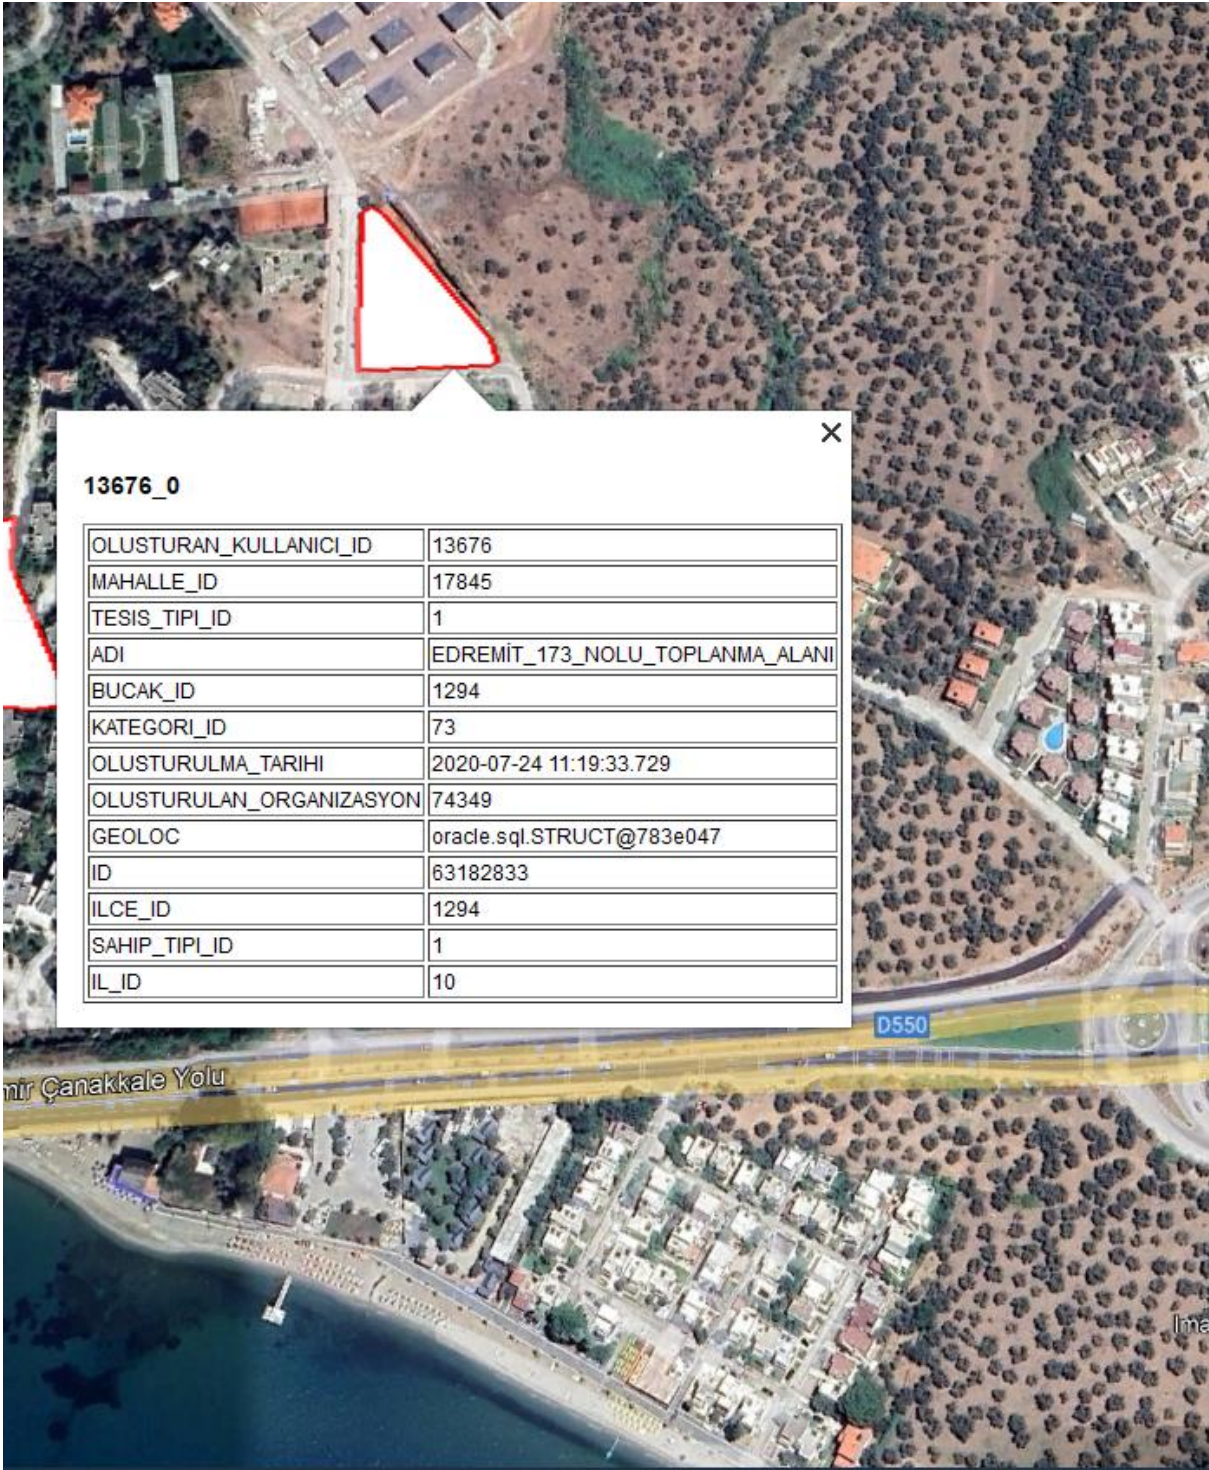 13676_0
OLUSTURAN_KULLANICI_ID 13676
MAHALLE_ID 17845
TESIS_TIPI_ID 1
ADI EDREMİT_173_NOLU_TOPLANMA_ALANI
BUCAK_ID 1294
KATEGORI_ID 73
OLUSTURULMA_TARIHI 2020-07-24 11:19:33.729
OLUSTURULAN_ORGANIZASYON 74349
GEOLOC oracle.sql.STRUCT@783e047
ID 63182833
ILCE_ID 1294
SAHIP_TIPI_ID 1
IL_ID 10
D550
mir Çanakkale Yolu
Ima